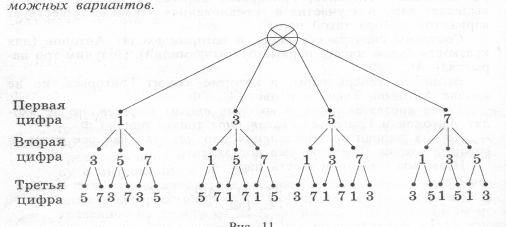 можных вариантов.
Первая цифра 1 3 5 7
Вторая цифра 3 5 7 1 5 7 1 3 7 1 3 5
Третья цифра 5 7 3 7 3 5 5 7 1 7 1 5 3 7 1 7 1 3 3 5 1 5 1 3
Рис. 11